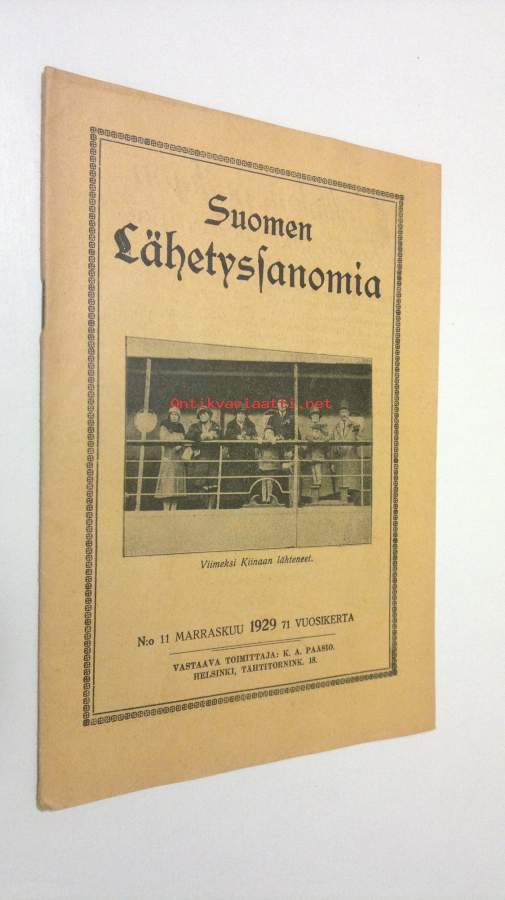 Suomen
Lähetysſanomia
Antikvariaatti.net
Viimeksi Kiinaan lähteneet.
N:o 11 MARRASKUU 1929 71 VUOSIKERTA
VASTAAVA TOIMITTAJA: K. A. PAASIO.
HELSINKI, TÄHTITORNINK. 18.